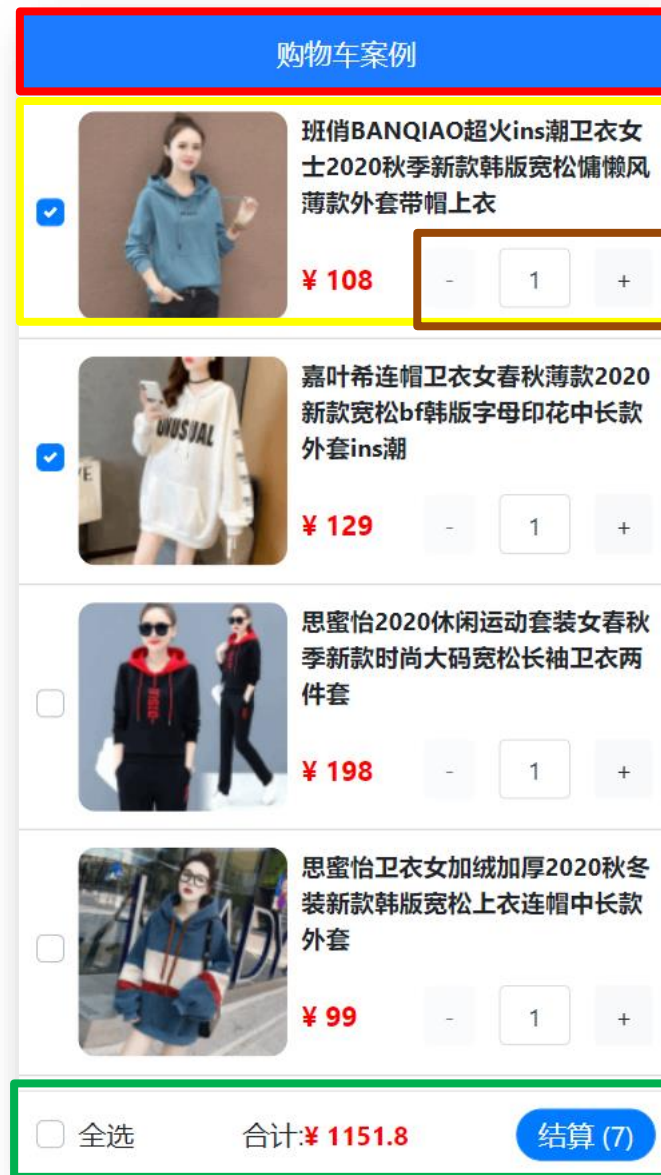 购物车案例
班俏BANQIAO超火ins潮卫衣女
士2020秋季新款韩版宽松慵懒风
薄款外套带帽上衣
¥ 108 - 1 +
嘉叶希连帽卫衣女春秋薄款2020
新款宽松bf韩版字母印花中长款
外套ins潮
UNUSUAL
¥ 129 - 1 +
思蜜怡2020休闲运动套装女春秋
季新款时尚大码宽松长袖卫衣两
件套
¥ 198 - 1 +
思蜜怡卫衣女加绒加厚2020秋冬
装新款韩版宽松上衣连帽中长款
外套
¥ 99 - 1 +
全选 合计:¥ 1151.8 结算 (7)